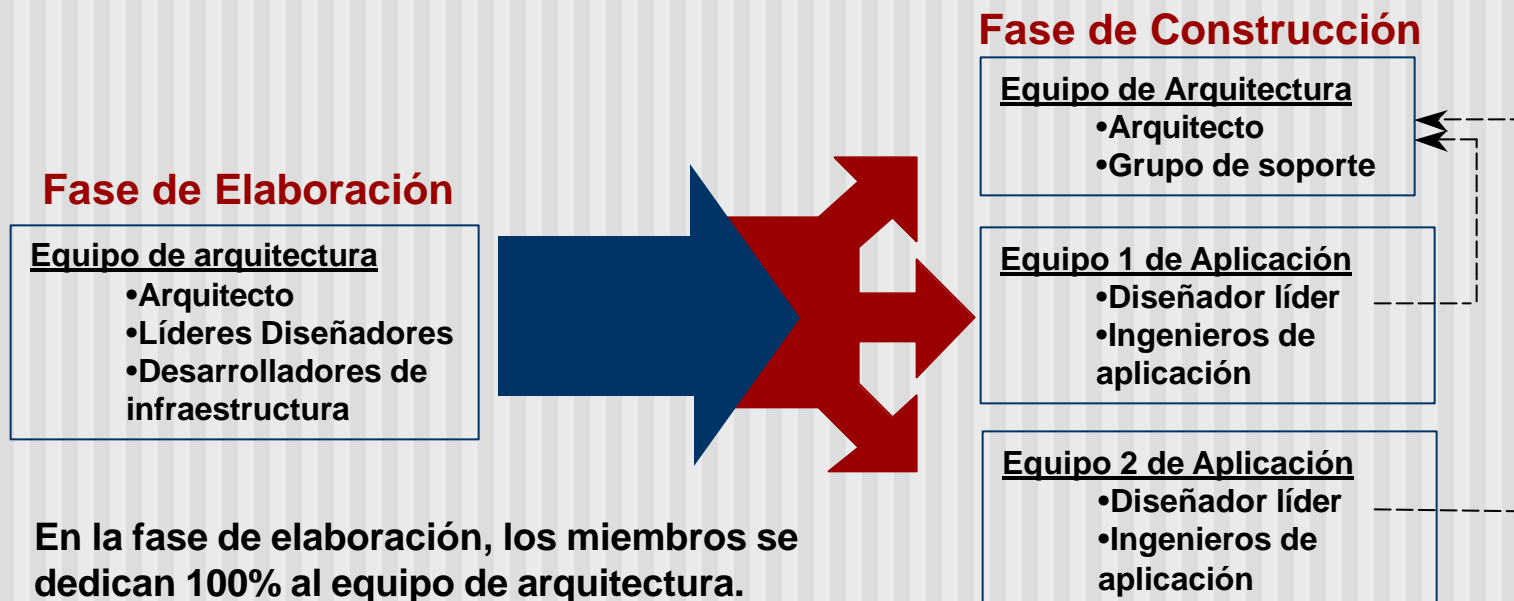 Fase de Elaboración
Equipo de arquitectura
•Arquitecto
•Líderes Diseñadores
•Desarrolladores de
infraestructura
En la fase de elaboración, los miembros se
dedican 100% al equipo de arquitectura.
Fase de Construcción
Equipo de Arquitectura
•Arquitecto
•Grupo de soporte
Equipo 1 de Aplicación
•Diseñador líder
•Ingenieros de
aplicación
Equipo 2 de Aplicación
•Diseñador líder
•Ingenieros de
aplicación